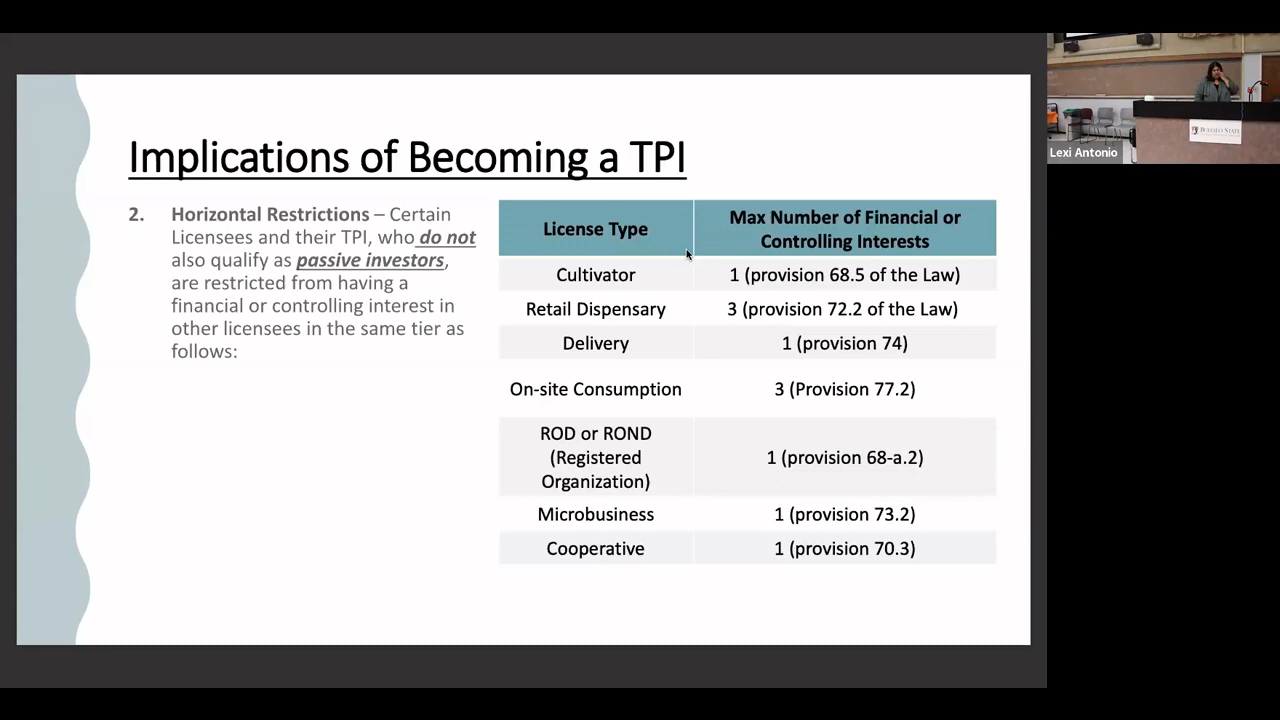 Implications of Becoming a TPI
2. Horizontal Restrictions – Certain
Licensees and their TPI, who do not
also qualify as passive investors,
are restricted from having a
financial or controlling interest in
other licensees in the same tier as
follows:
License Type
Max Number of Financial or
Controlling Interests
Cultivator
1 (provision 68.5 of the Law)
Retail Dispensary
3 (provision 72.2 of the Law)
Delivery
1 (provision 74)
On-site Consumption
3 (Provision 77.2)
ROD or ROND
(Registered
Organization)
1 (provision 68-a.2)
Microbusiness
1 (provision 73.2)
Cooperative
1 (provision 70.3)
BUFFALO STATE
Lexi Antonio